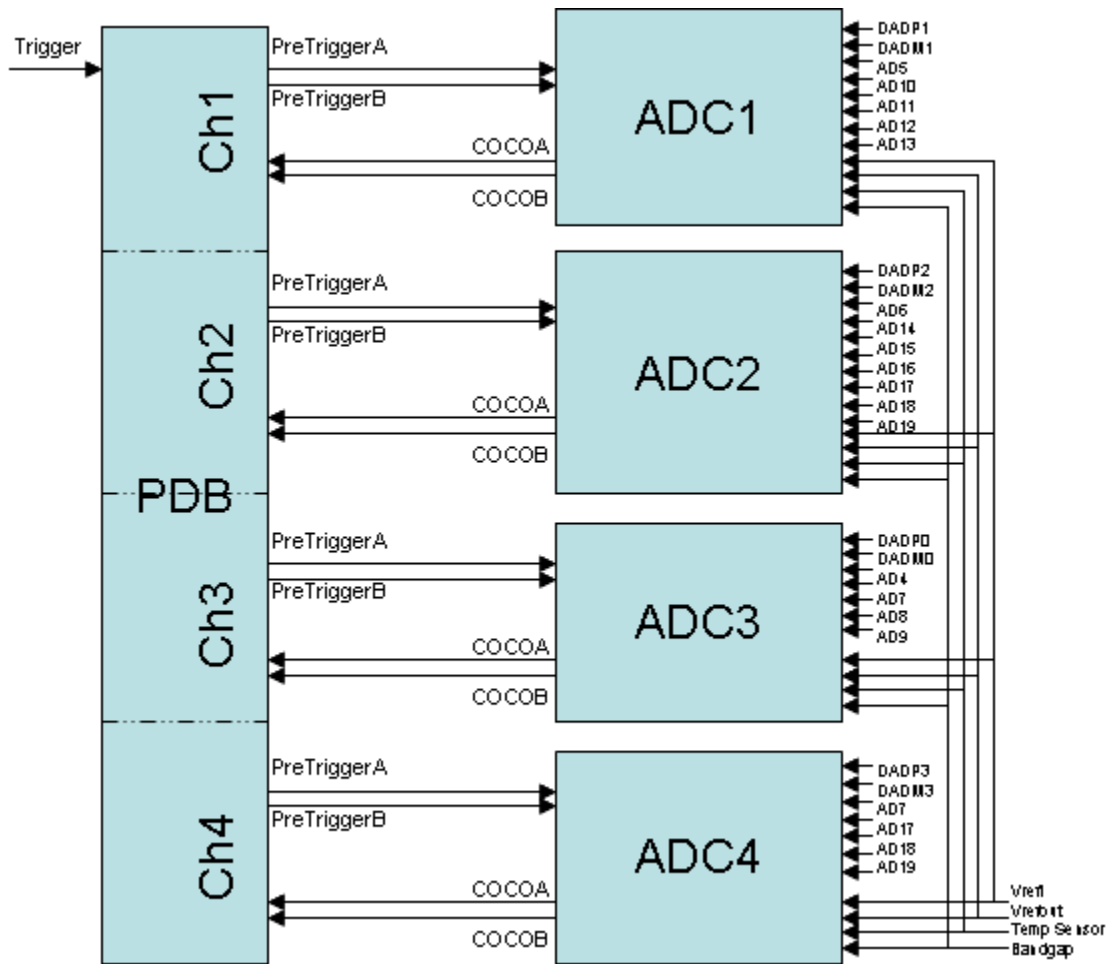 Trigger
Ch1
PreTriggerA
PreTriggerB
COCOA
COCOB
ADC1
DADP1
DADM1
AD5
AD10
AD11
AD12
AD13
Ch2
PreTriggerA
PreTriggerB
COCOA
COCOB
ADC2
DADP2
DADM2
AD6
AD14
AD15
AD16
AD17
AD18
AD19
PDB
Ch3
PreTriggerA
PreTriggerB
COCOA
COCOB
ADC3
DADP0
DADM0
AD4
AD7
AD8
AD9
Ch4
PreTriggerA
PreTriggerB
COCOA
COCOB
ADC4
DADP3
DADM3
AD7
AD17
AD18
AD19
Vrefout
Temp Sensor
Bandgap